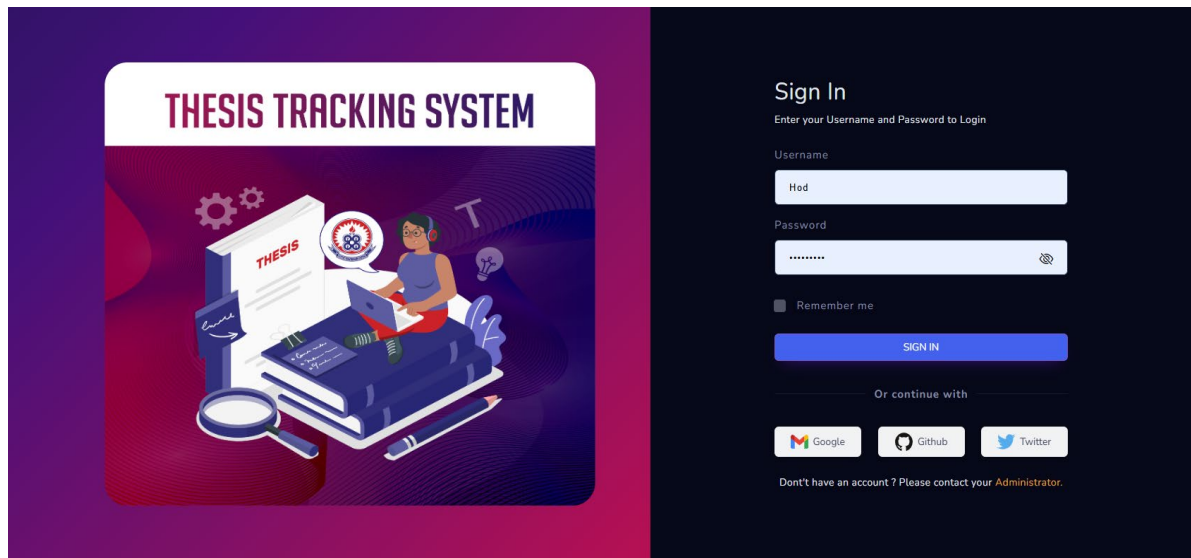 THESIS TRACKING SYSTEM
THESIS
T
Sign In
Enter your Username and Password to Login
Username
Hod
Password
•••••••••
Remember me
SIGN IN
Or continue with
Google
Github
Twitter
Dont't have an account ? Please contact your Administrator.